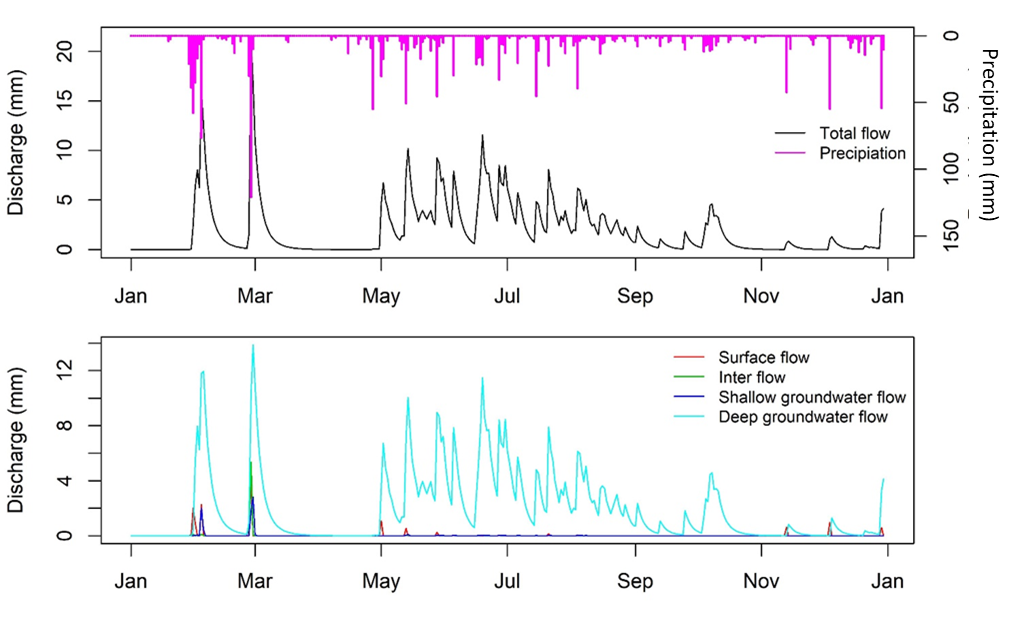 Discharge (mm)
20
15
10
5
0
0
50
100
150
Precipitation (mm)
Total flow
Precipiation
Jan Mar May Jul Sep Nov Jan
Discharge (mm)
12
8
4
0
Surface flow
Inter flow
Shallow groundwater flow
Deep groundwater flow
Jan Mar May Jul Sep Nov Jan